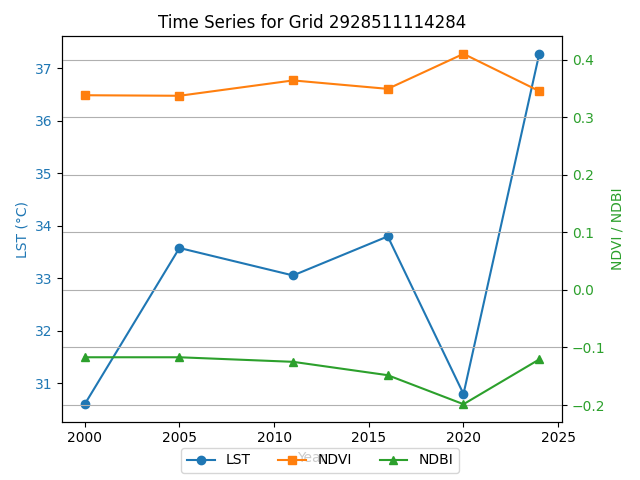 Time Series for Grid 2928511114284
LST (°C)
37
36
35
34
33
32
31
0.4
0.3
0.2
0.1
0.0
−0.1
−0.2
NDVI / NDBI
2000 2005 2010 2015 2020 2025
Year
LST NDVI NDBI